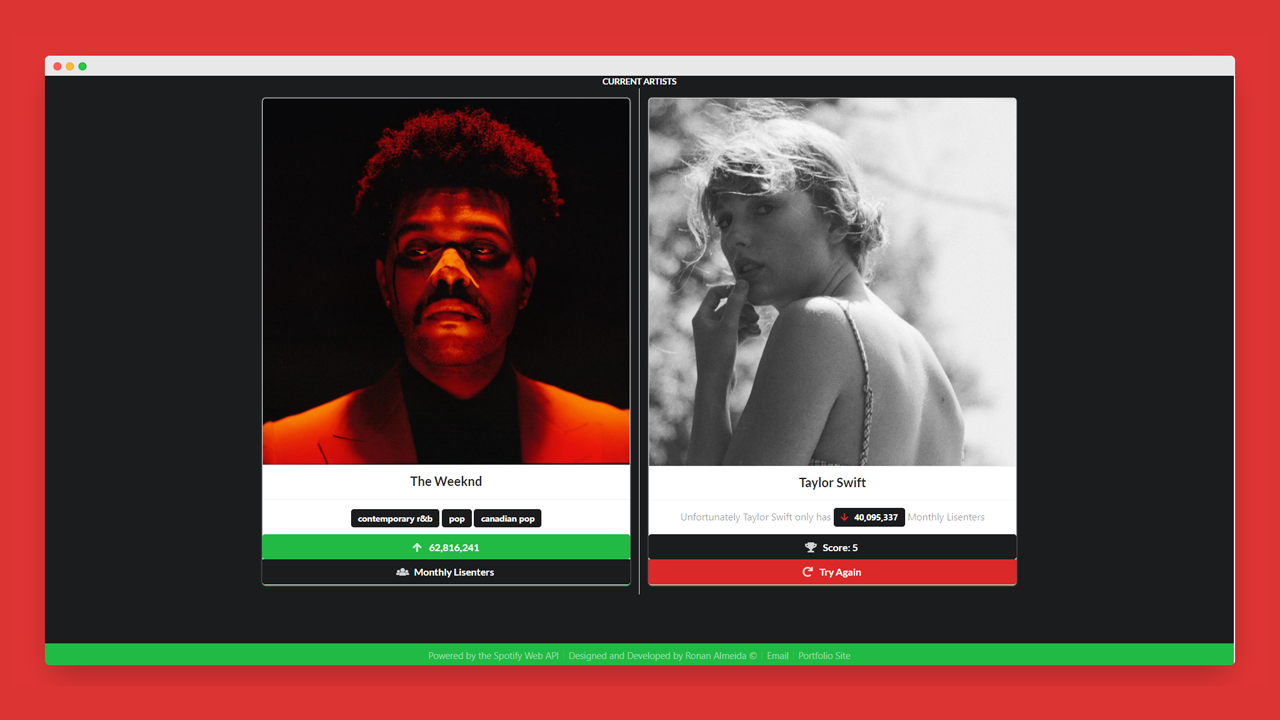 CURRENT ARTISTS
The Weeknd
contemporary r&b pop canadian pop
62,816,241
Monthly Lisenters
Taylor Swift
Unfortunately Taylor Swift only has 40,095,337 Monthly Lisenters
Score: 5
Try Again
Powered by the Spotify Web API | Designed and Developed by Ronan Almeida © | Email | Portfolio Site